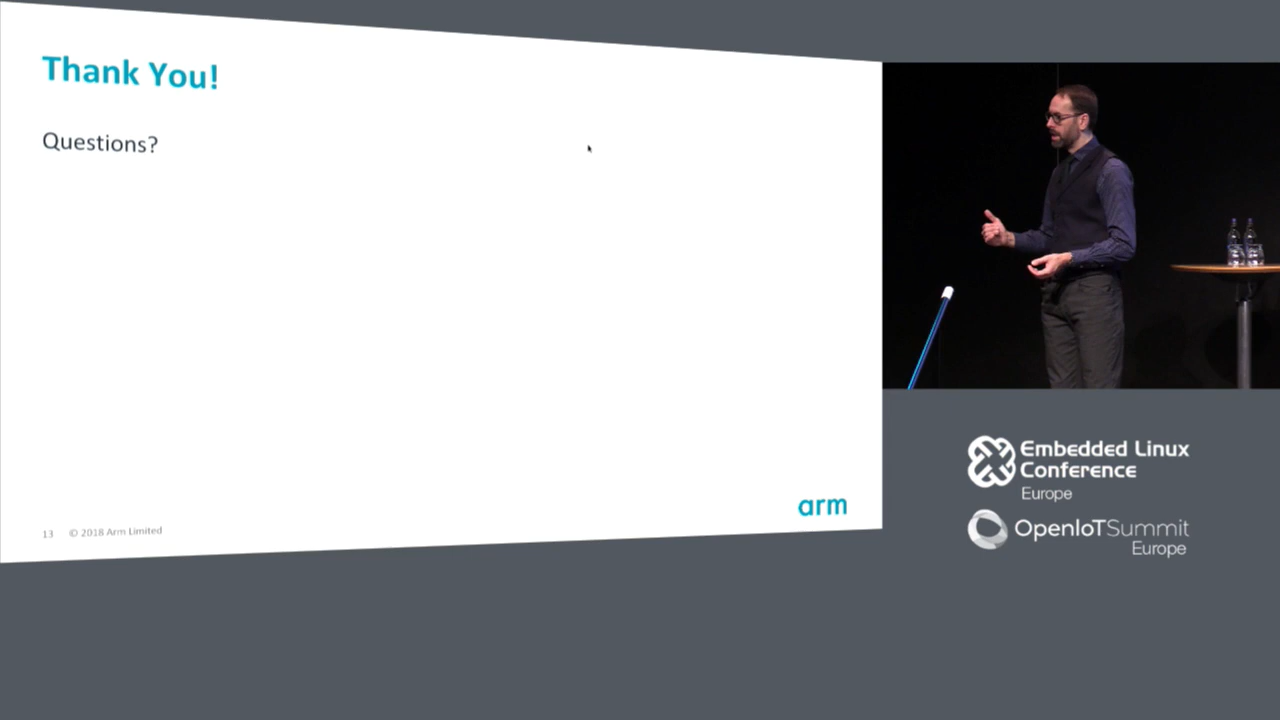 Thank You!
Questions?
13 © 2018 Arm Limited
arm
Embedded Linux
Conference
Europe
OpenIoTSummit
Europe